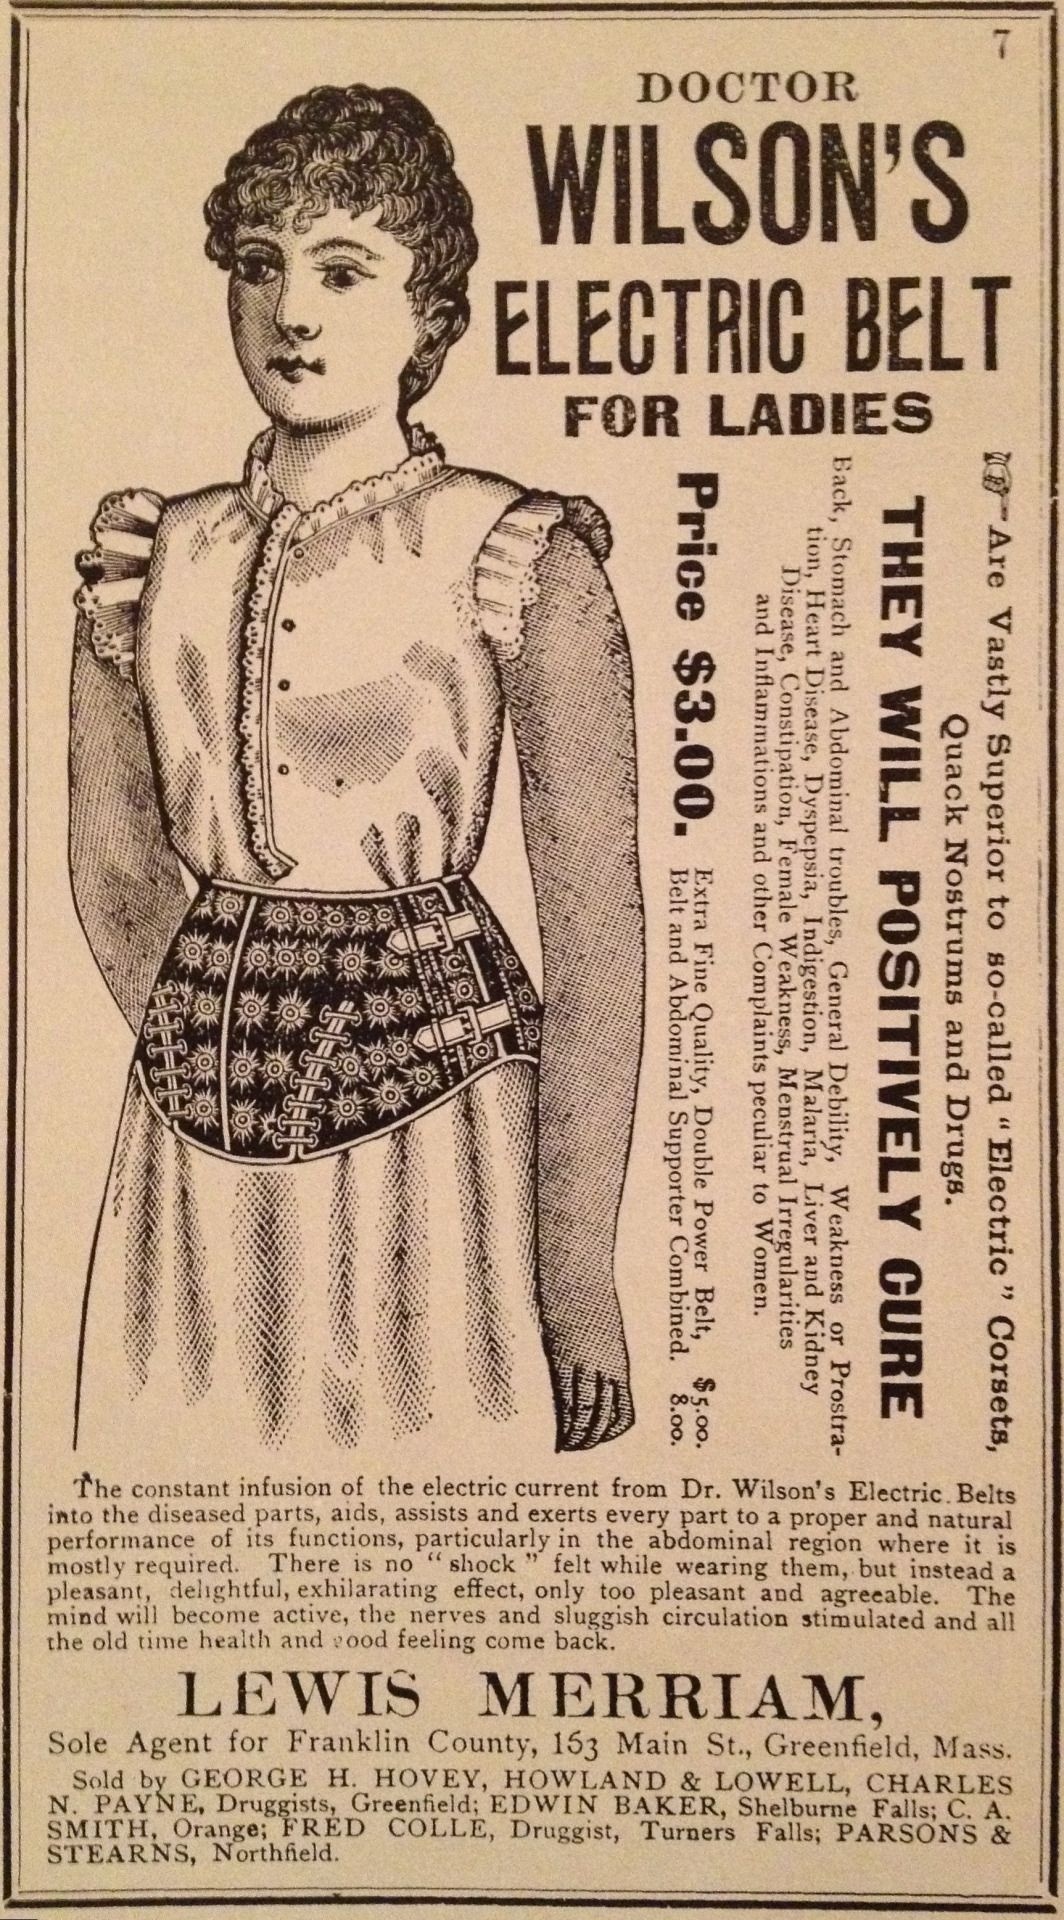 7
DOCTOR
WILSON'S
ELECTRIC BELT
FOR LADIES
Are Vastly Superior to so-called "Electric" Corsets,
Quack Nostrums and Drugs.
THEY WILL POSITIVELY CURE
Back, Stomach and Abdominal troubles, General Debility, Weakness or Prostra-
tion, Heart Disease, Dyspepsia, Indigestion, Malaria, Liver and Kidney
Disease, Constipation, Female Weakness, Menstrual Irregularities
and Inflammations and other Complaints peculiar to Women.
Price $3.00.
Extra Fine Quality, Double Power Belt, $5.00.
Belt and Abdominal Supporter Combined. 8.00.
The constant infusion of the electric current from Dr. Wilson's Electric Belts
into the diseased parts, aids, assists and exerts every part to a proper and natural
performance of its functions, particularly in the abdominal region where it is
mostly required. There is no "shock" felt while wearing them, but instead a
pleasant, delightful, exhilarating effect, only too pleasant and agreeable. The
mind will become active, the nerves and sluggish circulation stimulated and all
the old time health and good feeling come back.
LEWIS MERRIAM,
Sole Agent for Franklin County, 163 Main St., Greenfield, Mass.
Sold by GEORGE H. HOVEY, HOWLAND & LOWELL, CHARLES
N. PAYNE, Druggists, Greenfield; EDWIN BAKER, Shelburne Falls; C. A.
SMITH, Orange; FRED COLLE, Druggist, Turners Falls; PARSONS &
STEARNS, Northfield.